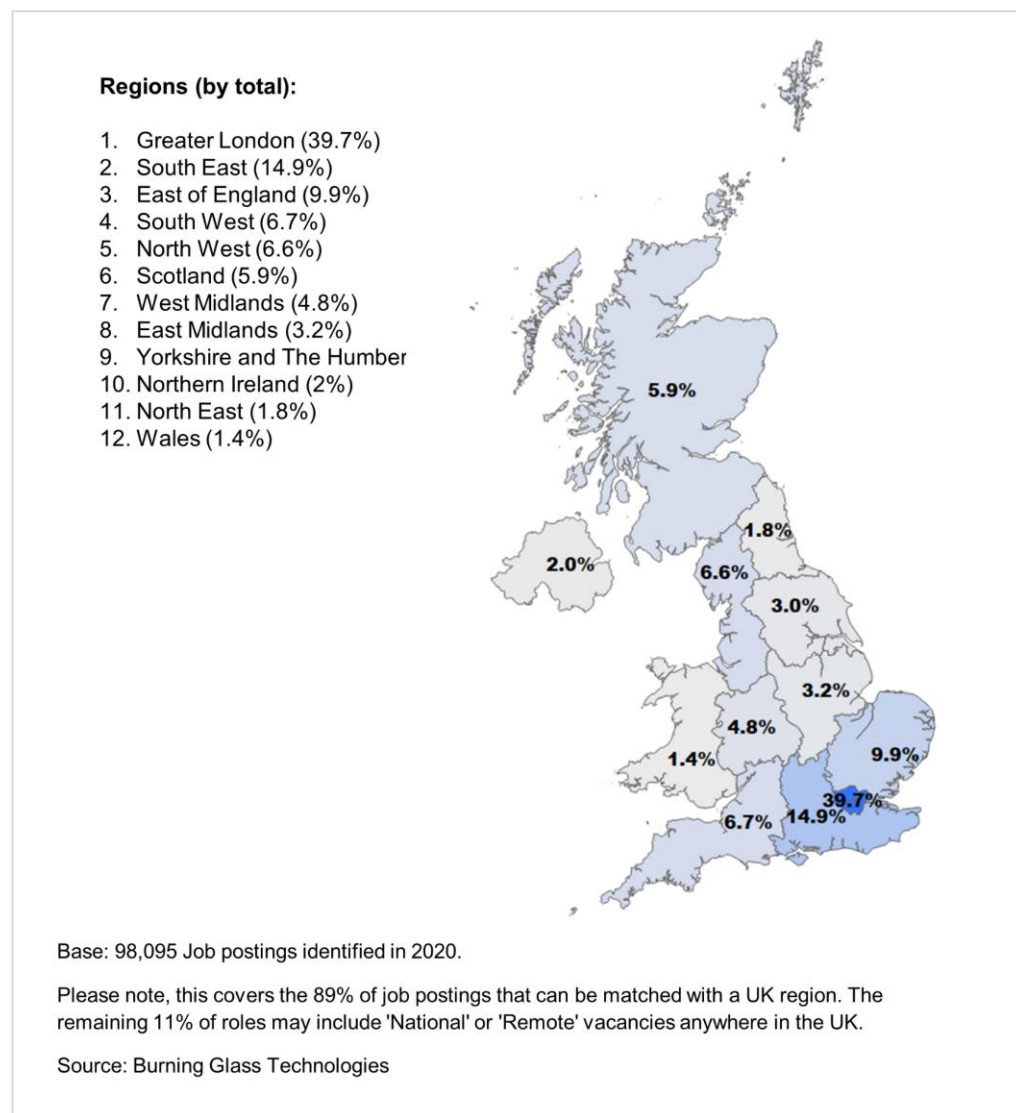 Regions (by total):
1. Greater London (39.7%)
2. South East (14.9%)
3. East of England (9.9%)
4. South West (6.7%)
5. North West (6.6%)
6. Scotland (5.9%)
7. West Midlands (4.8%)
8. East Midlands (3.2%)
9. Yorkshire and The Humber
10. Northern Ireland (2%)
11. North East (1.8%)
12. Wales (1.4%)
5.9%
1.8%
2.0%
6.6%
3.0%
3.2%
4.8%
9.9%
1.4%
39.7%
14.9%
6.7%
Base: 98,095 Job postings identified in 2020.
Please note, this covers the 89% of job postings that can be matched with a UK region. The
remaining 11% of roles may include 'National' or 'Remote' vacancies anywhere in the UK.
Source: Burning Glass Technologies